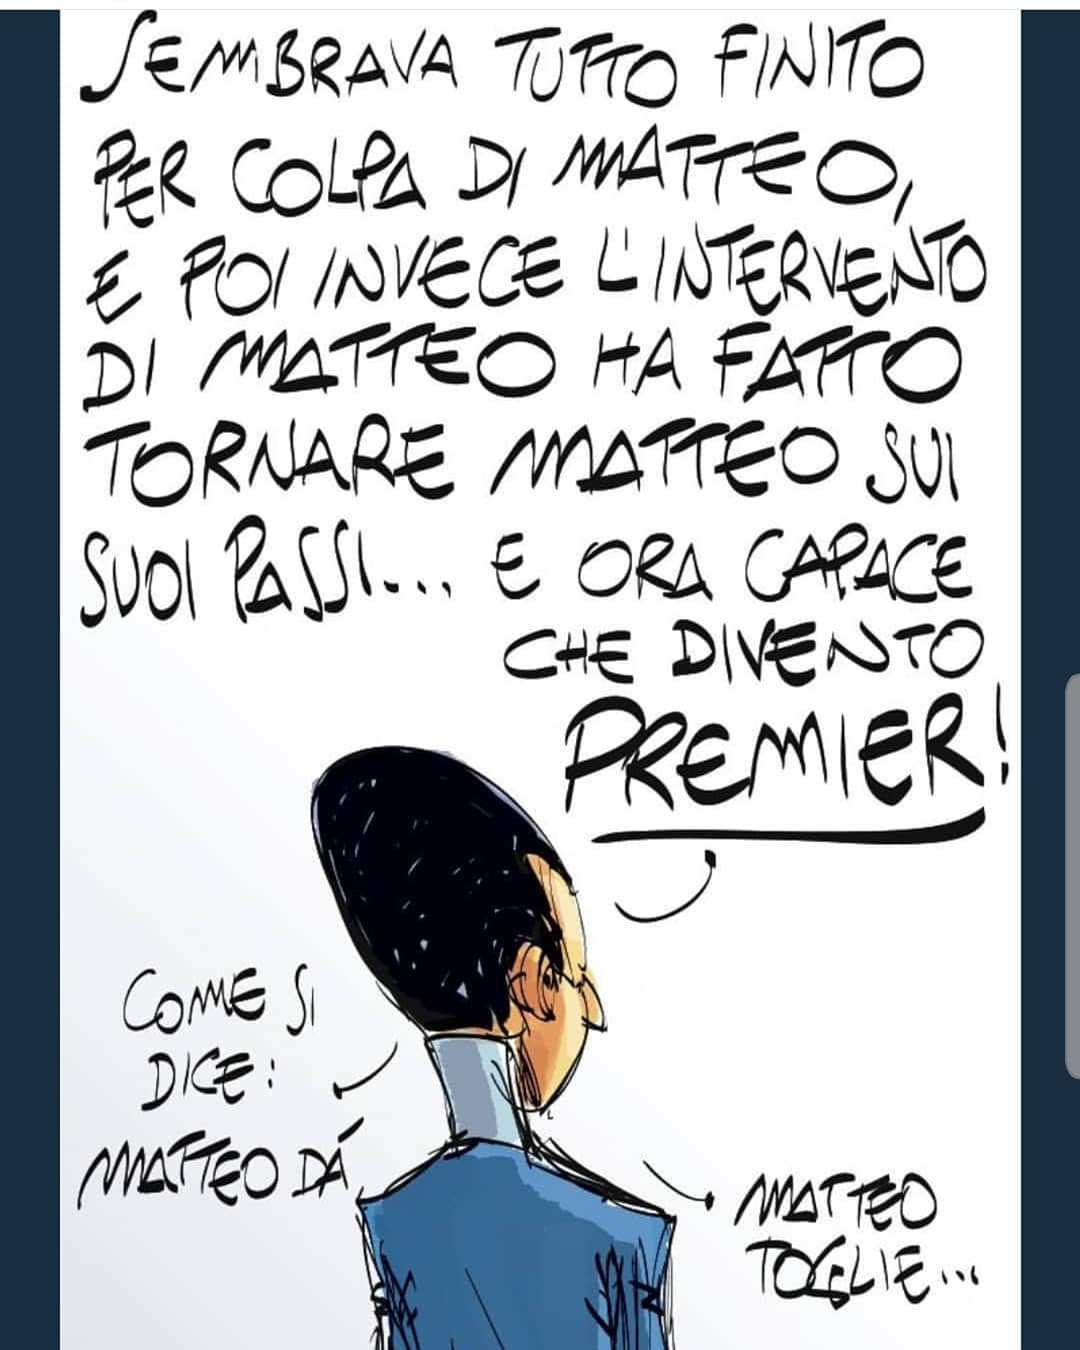 SEMBRAVA TUTTO FINITO
PER COLPA DI MATTEO,
E POI INVECE L'INTERVENTO
DI MATTEO HA FATTO
TORNARE MATTEO SUI
SUOI PASSI... E ORA CAPACE
CHE DIVENTO
PREMIER!
COME SI
DICE:
MATTEO DÁ
MATTEO
TOGLIE...